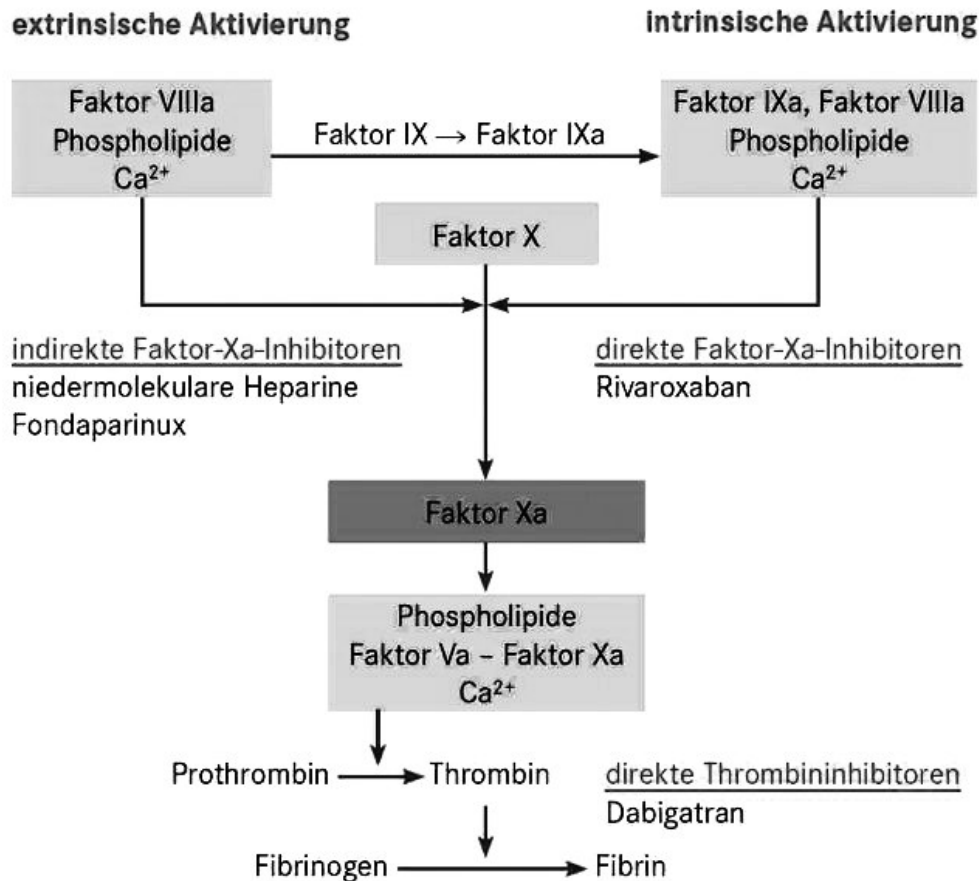 extrinsische Aktivierung
intrinsische Aktivierung
Faktor VIIIa
Phospholipide
Ca²⁺
Faktor IX → Faktor IXa
Faktor IXa, Faktor VIIIa
Phospholipide
Ca²⁺
Faktor X
indirekte Faktor-Xa-Inhibitoren
niedermolekulare Heparine
Fondaparinux
direkte Faktor-Xa-Inhibitoren
Rivaroxaban
Faktor Xa
Phospholipide
Faktor Va – Faktor Xa
Ca²⁺
Prothrombin
Thrombin
direkte Thrombininhibitoren
Dabigatran
Fibrinogen
Fibrin